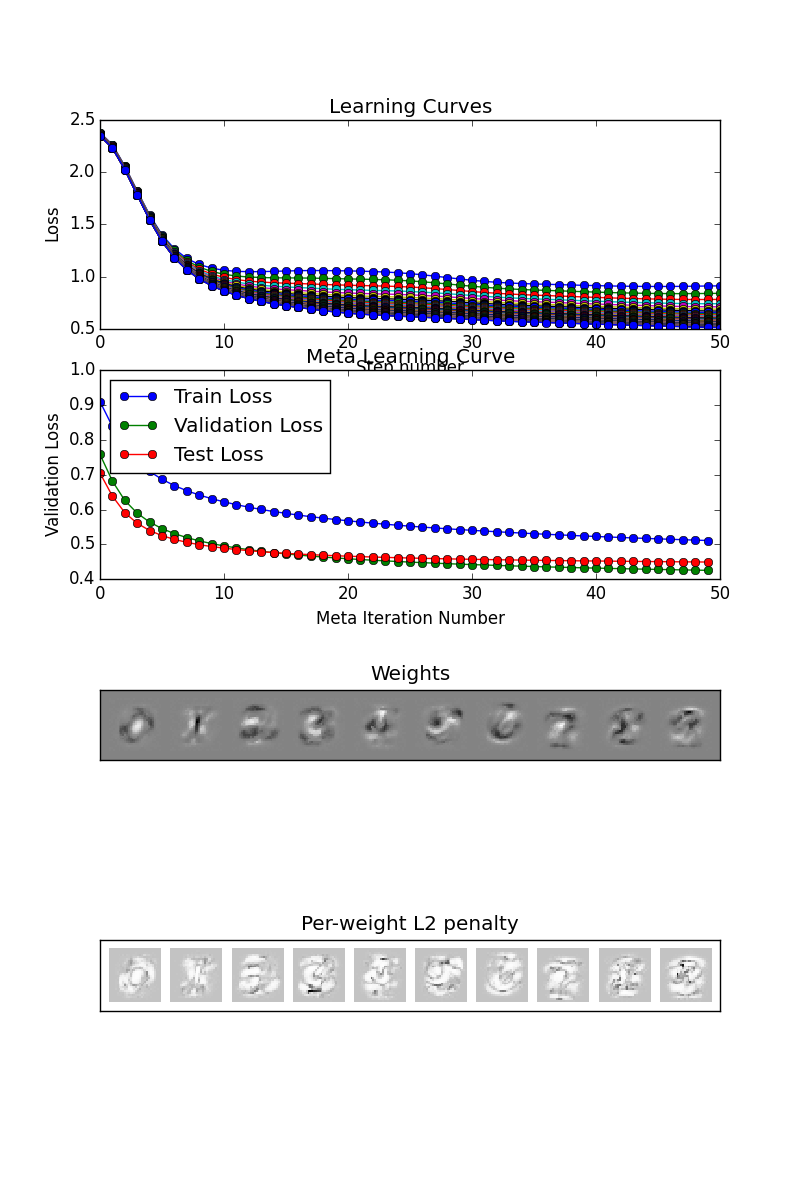 Learning Curves
2.5
2.0
1.5
1.0
0.5
Loss
0 10 20 30 40 50
Step number
Meta Learning Curve
1.0
0.9
0.8
0.7
0.6
0.5
0.4
Validation Loss
Train Loss
Validation Loss
Test Loss
0 10 20 30 40 50
Meta Iteration Number
Weights
Per-weight L2 penalty